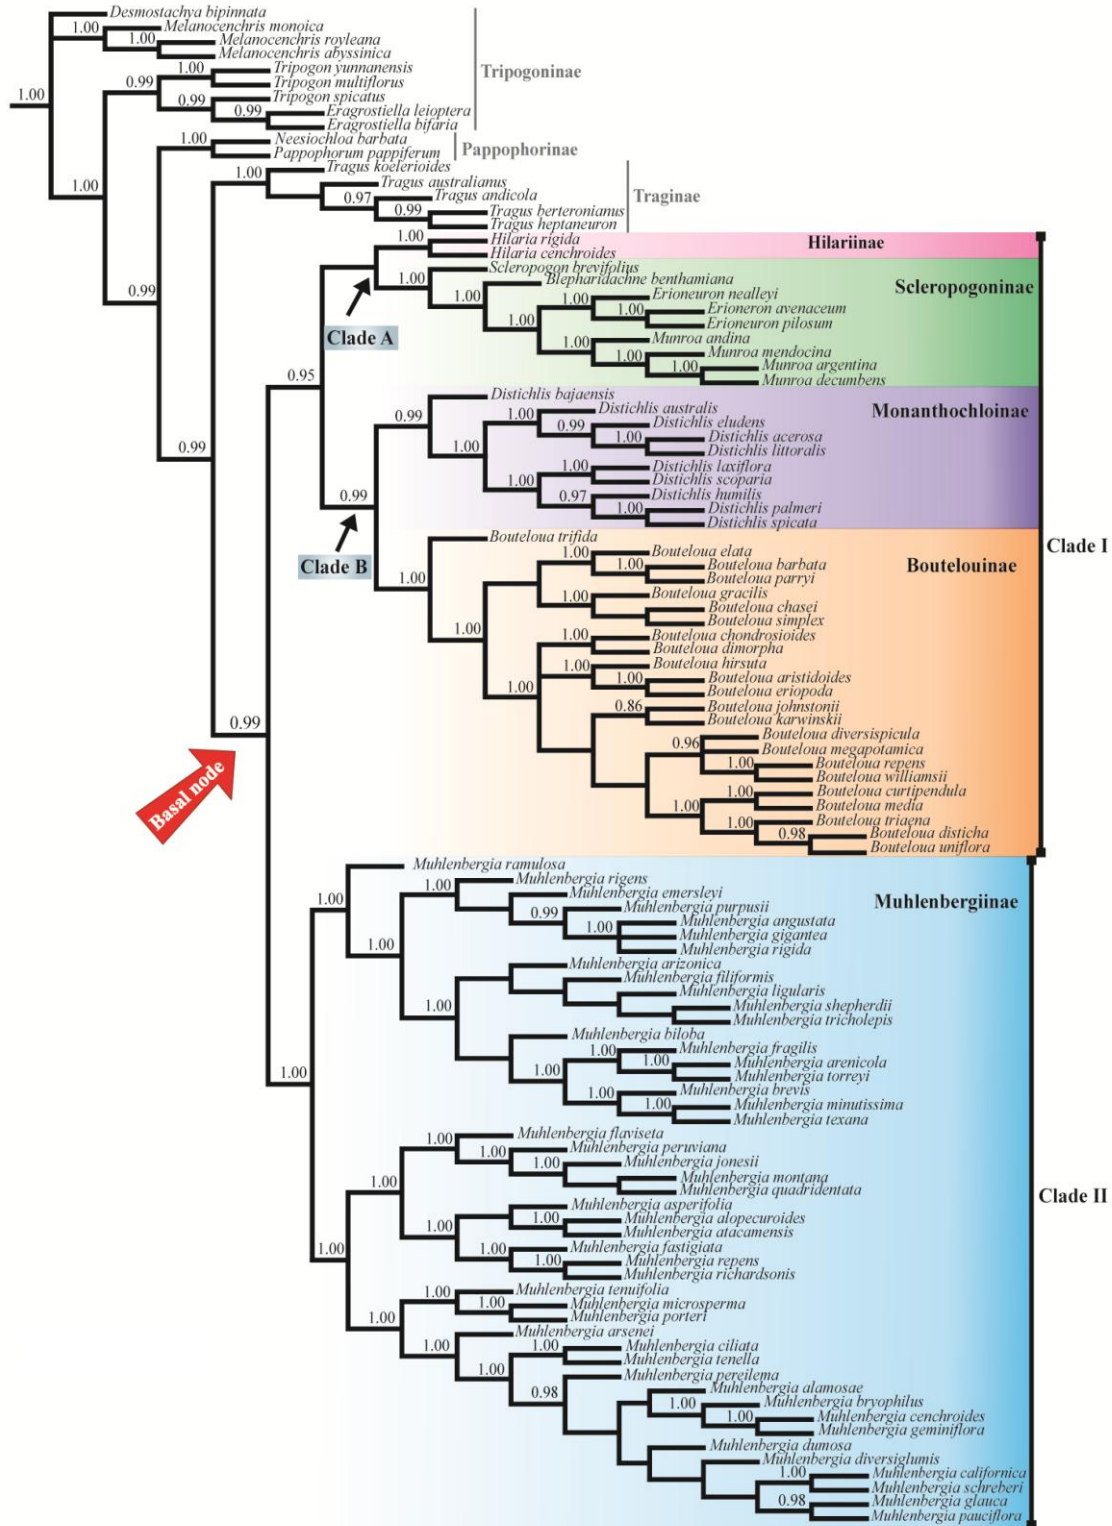 Desmostachya bipinnata
Melanocenchris monoica
1.00
Melanocenchris royleana
1.00
Melanocenchris abyssinica
Tripogon yunnanensis
1.00
Tripogoninae
Tripogon multiflorus
0.99
1.00
Tripogon spicatus
0.99
Eragrostiella leioptera
0.99
Eragrostiella bifaria
Neesiochloa barbata
1.00
Pappophorinae
Pappophorum pappiferum
Tragus koelerioides
1.00
1.00
Tragus australianus
Tragus andicola
0.97
Traginae
Tragus berteronianus
0.99
Tragus heptaneuron
Hilaria rigida
1.00
Hilariinae
Hilaria cenchroides
Scleropogon brevifolius
1.00
Blepharidachne benthamiana
0.99
Scleropogoninae
1.00
Erioneuron nealleyi
1.00
Erioneron avenaceum
1.00
Erioneuron pilosum
1.00
Clade A
Munroa andina
1.00
Munroa mendocina
1.00
Munroa argentina
1.00
Munroa decumbens
0.95
Distichlis bajaensis
0.99
Monanthochloinae
Distichlis australis
1.00
Distichlis eludens
0.99
Distichlis acerosa
1.00
Distichlis littoralis
1.00
0.99
Distichlis laxiflora
1.00
Distichlis scoparia
1.00
Distichlis humilis
0.97
0.99
Distichlis palmeri
1.00
Distichlis spicata
Bouteloua trifida
Clade I
Clade B
Bouteloua elata
1.00
Boutelouinae
Bouteloua barbata
1.00
Bouteloua parryi
1.00
Bouteloua gracilis
1.00
Bouteloua chasei
Bouteloua simplex
1.00
Bouteloua chondrosioides
1.00
Bouteloua dimorpha
Bouteloua hirsuta
1.00
Bouteloua aristidoides
1.00
Bouteloua eriopoda
1.00
Bouteloua johnstonii
0.86
Bouteloua karwinskii
0.99
Bouteloua diversispicula
0.96
Bouteloua megapotamica
Bouteloua repens
1.00
Bouteloua williamsii
Basal node
Bouteloua curtipendula
1.00
Bouteloua media
1.00
Bouteloua triaena
1.00
Bouteloua disticha
0.98
Bouteloua uniflora
Muhlenbergia ramulosa
Muhlenbergia rigens
1.00
1.00
Muhlenbergia emersleyi
Muhlenbergiinae
Muhlenbergia purpusii
0.99
Muhlenbergia angustata
1.00
Muhlenbergia gigantea
Muhlenbergia rigida
1.00
Muhlenbergia arizonica
Muhlenbergia filiformis
Muhlenbergia ligularis
Muhlenbergia shepherdii
1.00
Muhlenbergia tricholepis
Muhlenbergia biloba
Muhlenbergia fragilis
1.00
Muhlenbergia arenicola
1.00
1.00
Muhlenbergia torreyi
1.00
Muhlenbergia brevis
1.00
Muhlenbergia minutissima
1.00
Muhlenbergia texana
Muhlenbergia flaviseta
1.00
Muhlenbergia peruviana
1.00
Muhlenbergia jonesii
1.00
Muhlenbergia montana
1.00
Muhlenbergia quadridentata
Clade II
Muhlenbergia asperifolia
1.00
Muhlenbergia alopecuroides
1.00
Muhlenbergia atacamensis
1.00
Muhlenbergia fastigiata
1.00
Muhlenbergia repens
1.00
Muhlenbergia richardsonis
Muhlenbergia tenuifolia
1.00
Muhlenbergia microsperma
1.00
Muhlenbergia porteri
1.00
Muhlenbergia arsenei
1.00
Muhlenbergia ciliata
1.00
Muhlenbergia tenella
1.00
Muhlenbergia pereilema
0.98
Muhlenbergia alamosae
Muhlenbergia bryophilus
1.00
Muhlenbergia cenchroides
1.00
Muhlenbergia geminiflora
Muhlenbergia dumosa
Muhlenbergia diversiglumis
Muhlenbergia californica
1.00
Muhlenbergia schreberi
Muhlenbergia glauca
0.98
Muhlenbergia pauciflora